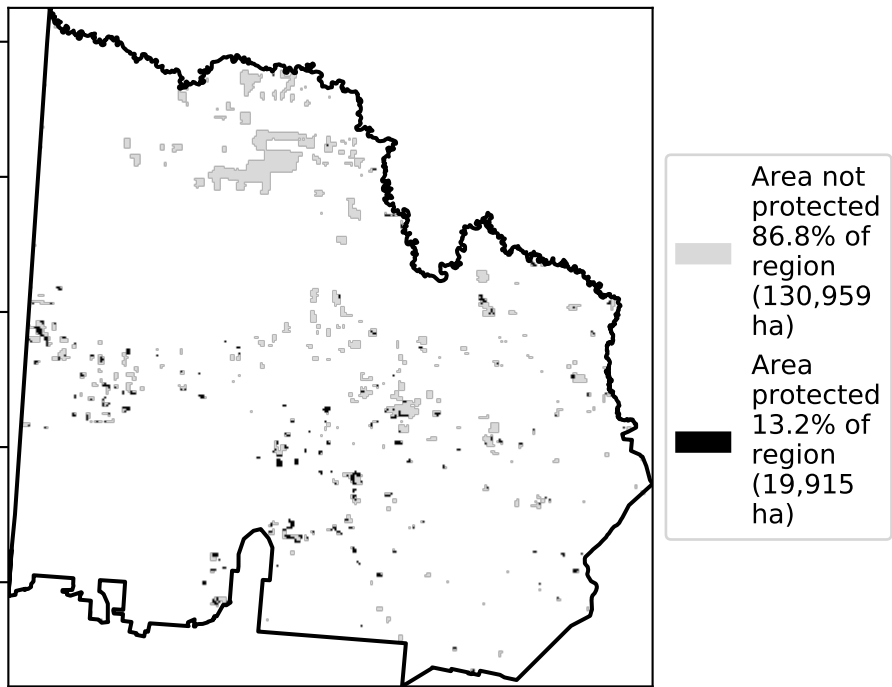 Area not
protected
86.8% of
region
(130,959
ha)
Area
protected
13.2% of
region
(19,915
ha)